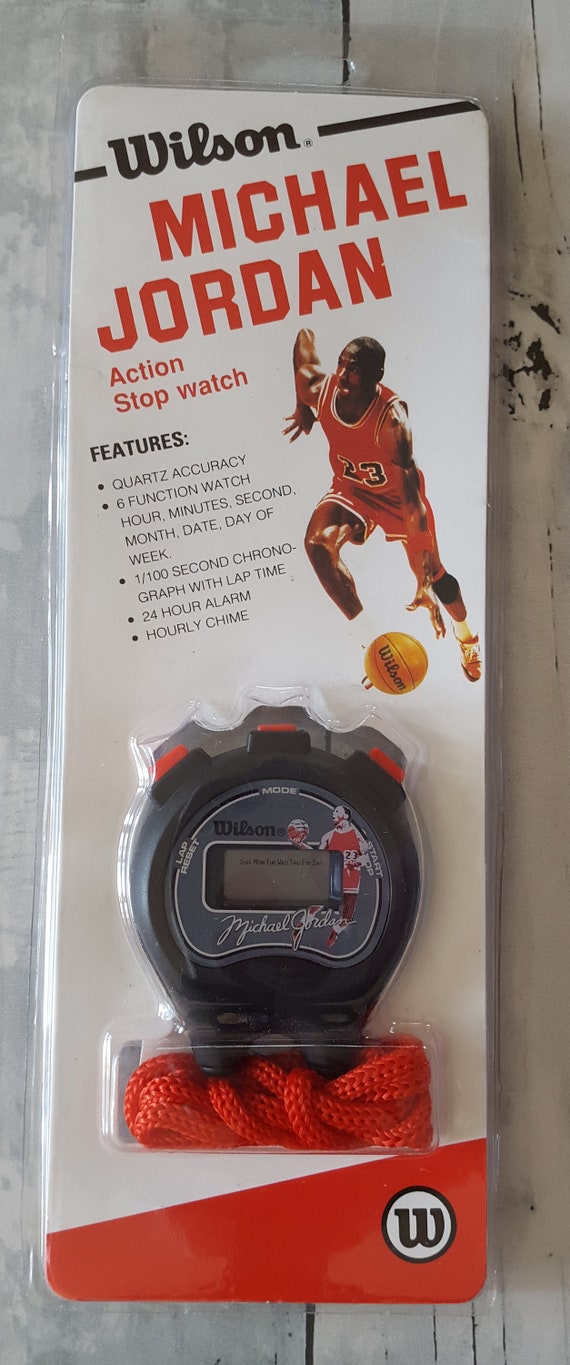 Wilson®
MICHAEL
JORDAN
Action
Stop watch
FEATURES:
• QUARTZ ACCURACY
• 6 FUNCTION WATCH
HOUR, MINUTES, SECOND,
MONTH, DATE, DAY OF
WEEK.
• 1/100 SECOND CHRONO-
GRAPH WITH LAP TIME
• 24 HOUR ALARM
• HOURLY CHIME
23
Wilson
MODE
Wilson®
LAP
RESET
START
STOP
23
SUN MON TUE WED THU FRI SAT
Michael Jordan
W